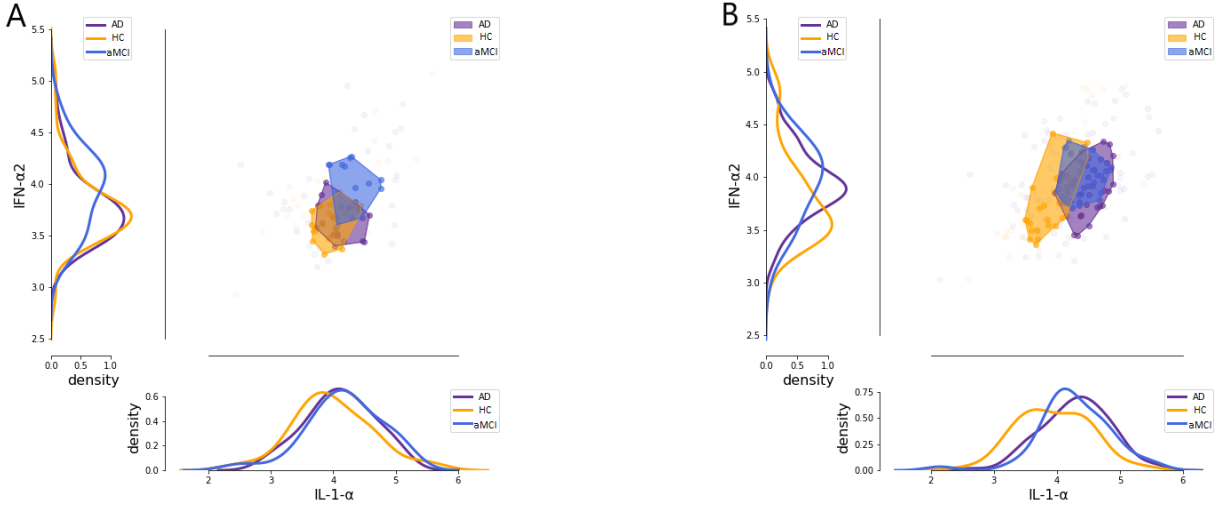 A
AD
HC
aMCI
AD
HC
aMCI
5.5
5.0
4.5
4.0
3.5
3.0
2.5
IFN-α2
0.0 0.5 1.0
density
0.6
0.4
0.2
0.0
density
AD
HC
aMCI
2 3 4 5 6
IL-1-α
B
AD
HC
aMCI
AD
HC
aMCI
5.5
5.0
4.5
4.0
3.5
3.0
2.5
IFN-α2
0.0 0.5 1.0
density
0.75
0.50
0.25
0.00
density
AD
HC
aMCI
2 3 4 5 6
IL-1-α